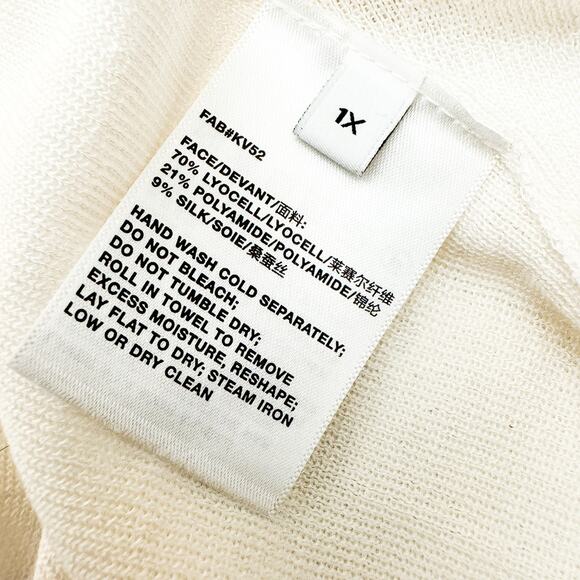 1X
FAB#KV52
FACE/DEVANT/面料:
70% LYOCELL/LYOCELL/莱赛尔纤维
21% POLYAMIDE/POLYAMIDE/锦纶
9% SILK/SOIE/桑蚕丝
HAND WASH COLD SEPARATELY;
DO NOT BLEACH;
DO NOT TUMBLE DRY;
ROLL IN TOWEL TO REMOVE
EXCESS MOISTURE, RESHAPE;
LAY FLAT TO DRY; STEAM IRON
LOW OR DRY CLEAN